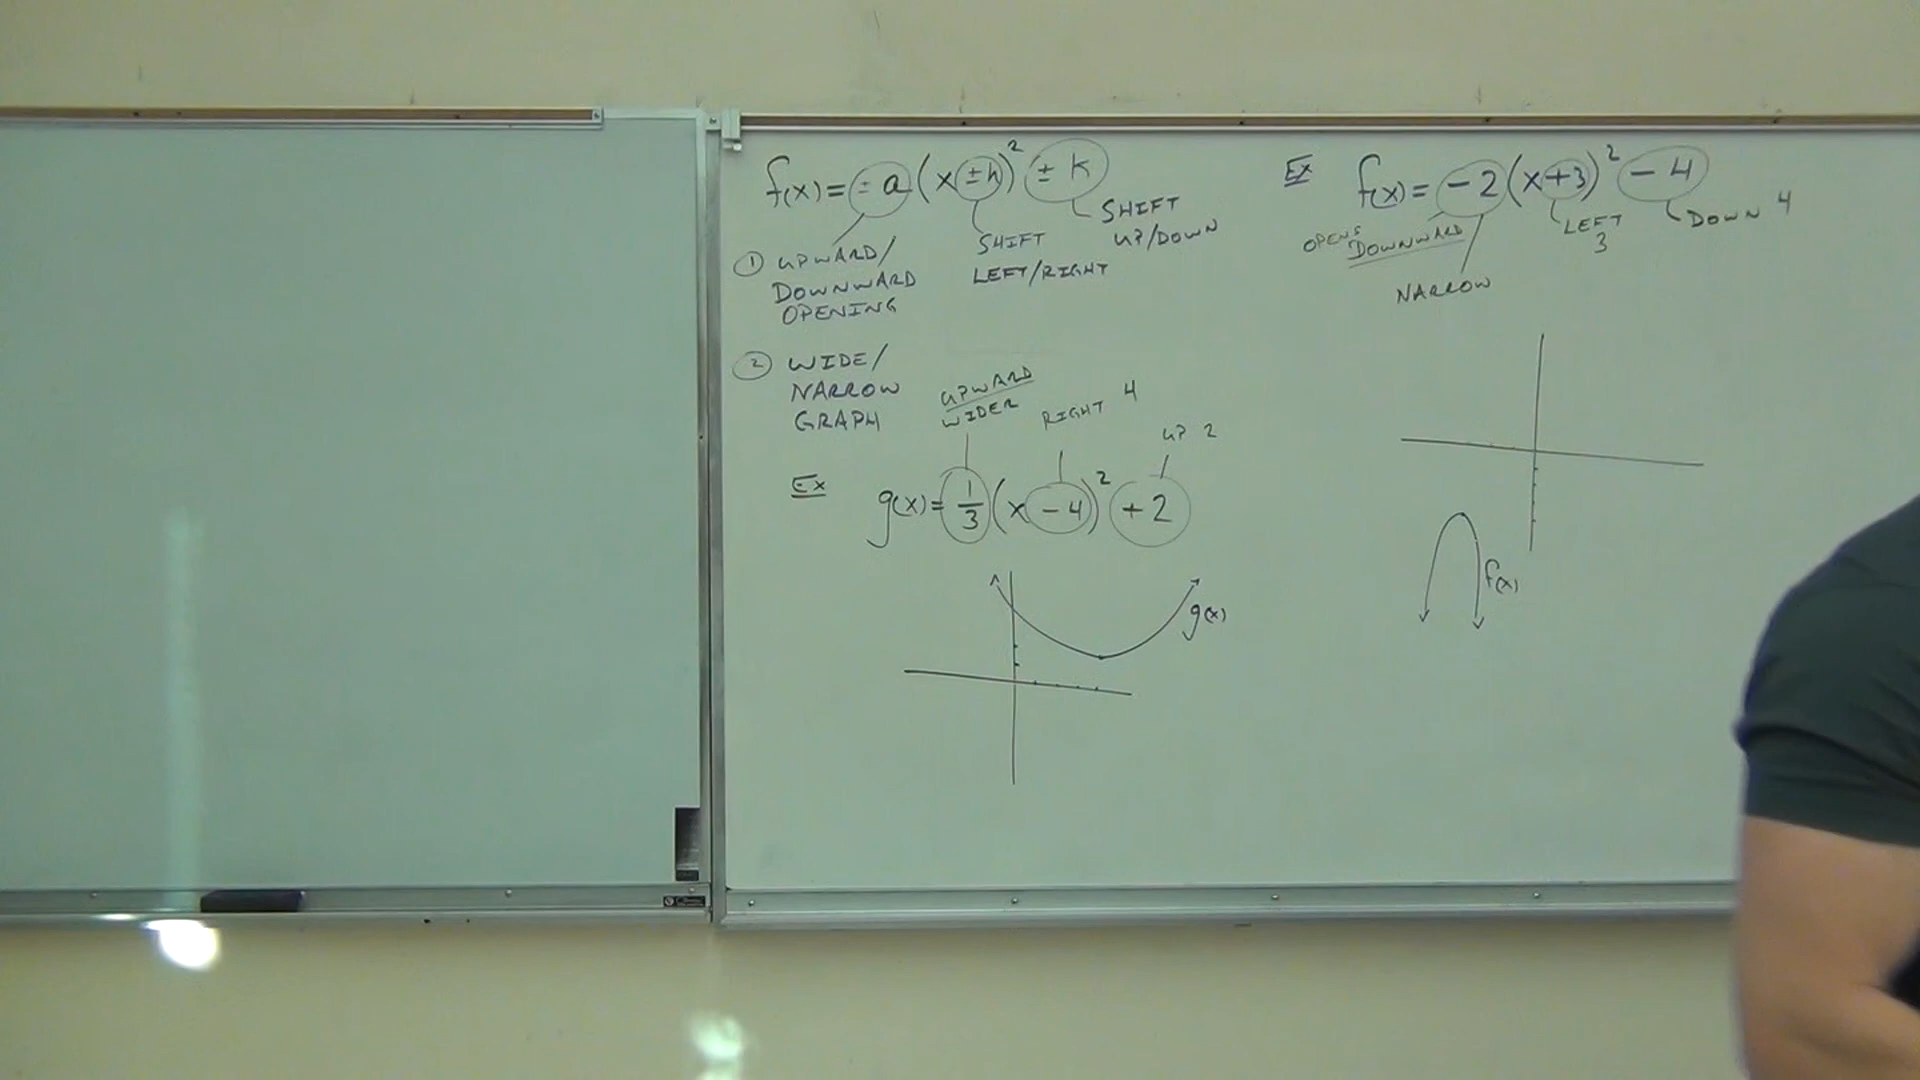 f(x) = ± a (x ± h)² ± k
① UPWARD/
DOWNWARD
OPENING
SHIFT
LEFT/RIGHT
SHIFT
UP/DOWN
② WIDE/
NARROW
GRAPH
UPWARD
WIDER
RIGHT 4
UP 2
Ex g(x) = 1/3 (x - 4)² + 2
g(x)
Ex f(x) = -2 (x + 3)² - 4
OPENS
DOWNWARD
NARROW
LEFT
3
DOWN 4
f(x)